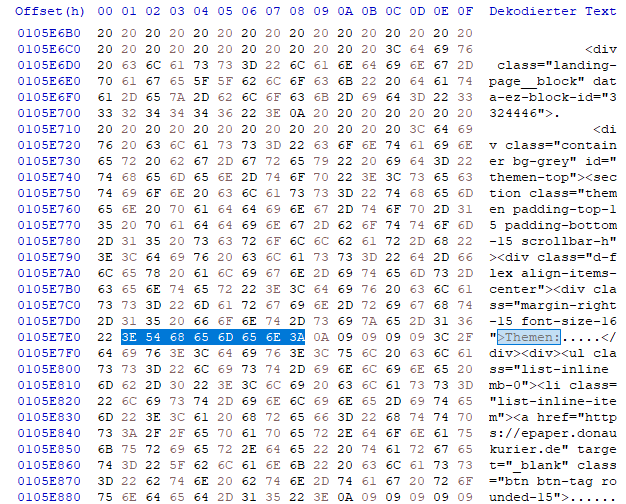 Offset(h) 00 01 02 03 04 05 06 07 08 09 0A 0B 0C 0D 0E 0F Dekodierter Text
0105E6B0 20 20 20 20 20 20 20 20 20 20 20 20 20 20 20 20
0105E6C0 20 20 20 20 20 20 20 20 20 20 20 20 3C 64 69 76 <div
0105E6D0 20 63 6C 61 73 73 3D 22 6C 61 6E 64 69 6E 67 2D class="landing-
0105E6E0 70 61 67 65 5F 5F 62 6C 6F 63 6B 22 20 64 61 74 page__block" dat
0105E6F0 61 2D 65 7A 2D 62 6C 6F 63 6B 2D 69 64 3D 22 33 a-ez-block-id="3
0105E700 33 32 34 34 34 36 22 3E 0A 20 20 20 20 20 20 20 324446">.
0105E710 20 20 20 20 20 20 20 20 20 20 20 20 20 3C 64 69 <di
0105E720 76 20 63 6C 61 73 73 3D 22 63 6F 6E 74 61 69 6E v class="contain
0105E730 65 72 20 62 67 2D 67 72 65 79 22 20 69 64 3D 22 er bg-grey" id="
0105E740 74 68 65 6D 65 6E 2D 74 6F 70 22 3E 3C 73 65 63 themen-top"><sec
0105E750 74 69 6F 6E 20 63 6C 61 73 73 3D 22 74 68 65 6D tion class="them
0105E760 65 6E 20 70 61 64 64 69 6E 67 2D 74 6F 70 2D 31 en padding-top-1
0105E770 35 20 70 61 64 64 69 6E 67 2D 62 6F 74 74 6F 6D 5 padding-bottom
0105E780 2D 31 35 20 73 63 72 6F 6C 6C 62 61 72 2D 68 22 -15 scrollbar-h"
0105E790 3E 3C 64 69 76 20 63 6C 61 73 73 3D 22 64 2D 66 ><div class="d-f
0105E7A0 6C 65 78 20 61 6C 69 67 6E 2D 69 74 65 6D 73 2D lex align-items-
0105E7B0 63 65 6E 74 65 72 22 3E 3C 64 69 76 20 63 6C 61 center"><div cla
0105E7C0 73 73 3D 22 6D 61 72 67 69 6E 2D 72 69 67 68 74 ss="margin-right
0105E7D0 2D 31 35 20 66 6F 6E 74 2D 73 69 7A 65 2D 31 36 -15 font-size-16
0105E7E0 22 3E 54 68 65 6D 65 6E 3A 0A 09 09 09 09 3C 2F ">Themen:.....</
0105E7F0 64 69 76 3E 3C 64 69 76 3E 3C 75 6C 20 63 6C 61 div><div><ul cla
0105E800 73 73 3D 22 6C 69 73 74 2D 69 6E 6C 69 6E 65 20 ss="list-inline
0105E810 6D 62 2D 30 22 3E 3C 6C 69 20 63 6C 61 73 73 3D mb-0"><li class=
0105E820 22 6C 69 73 74 2D 69 6E 6C 69 6E 65 2D 69 74 65 "list-inline-ite
0105E830 6D 22 3E 3C 61 20 68 72 65 66 3D 22 68 74 74 70 m"><a href="http
0105E840 73 3A 2F 2F 65 70 61 70 65 72 2E 64 6F 6E 61 75 s://epaper.donau
0105E850 6B 75 72 69 65 72 2E 64 65 22 20 74 61 72 67 65 kurier.de" targe
0105E860 74 3D 22 5F 62 6C 61 6E 6B 22 20 63 6C 61 73 73 t="_blank" class
0105E870 3D 22 62 74 6E 20 62 74 6E 2D 74 61 67 20 72 6F ="btn btn-tag ro
0105E880 75 6E 64 65 64 2D 31 35 22 3E 0A 09 09 09 09 09 unded-15">......